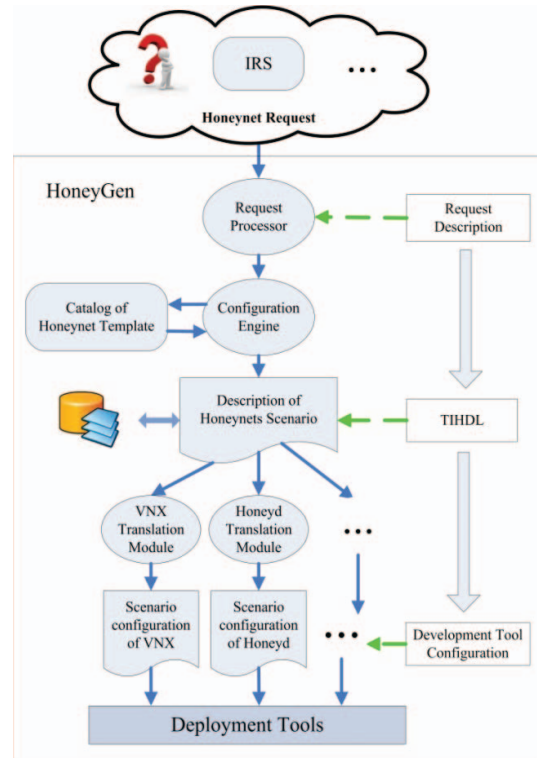 IRS
Honeynet Request
HoneyGen
Request
Processor
Request
Description
Catalog of
Honeynet Template
Configuration
Engine
Description of
Honeynets Scenario
TIHDL
VNX
Translation
Module
Honeyd
Translation
Module
Scenario
configuration
of VNX
Scenario
configuration
of Honeyd
Development Tool
Configuration
Deployment Tools